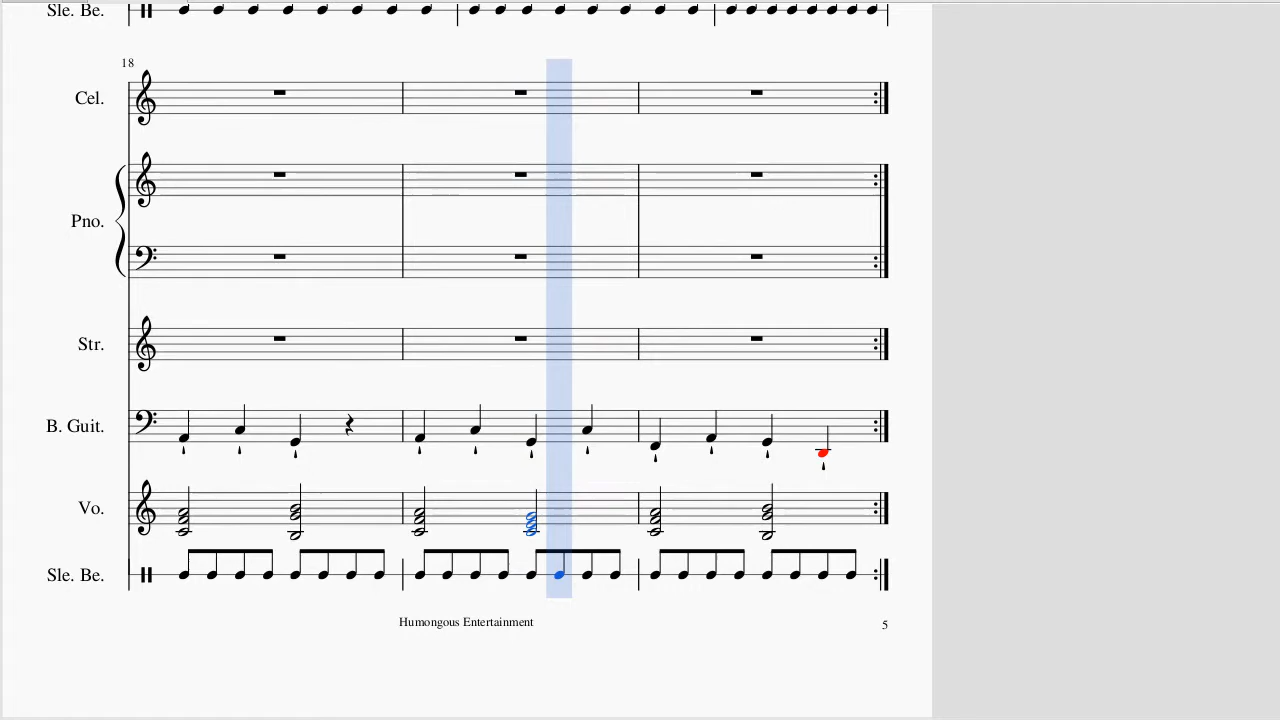 Sle. Be.
18
Cel.
Pno.
Str.
B. Guit.
Vo.
Sle. Be.
Humongous Entertainment
5